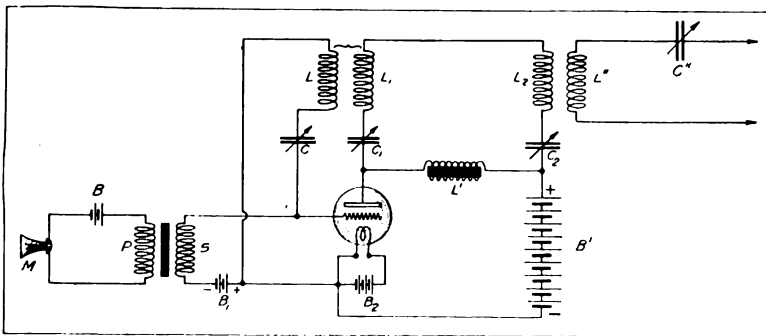 L
L₁
L₂
L"
C"
C
C₁
C₂
L'
B
P
S
M
- B₁ +
B₂
+
B'
-